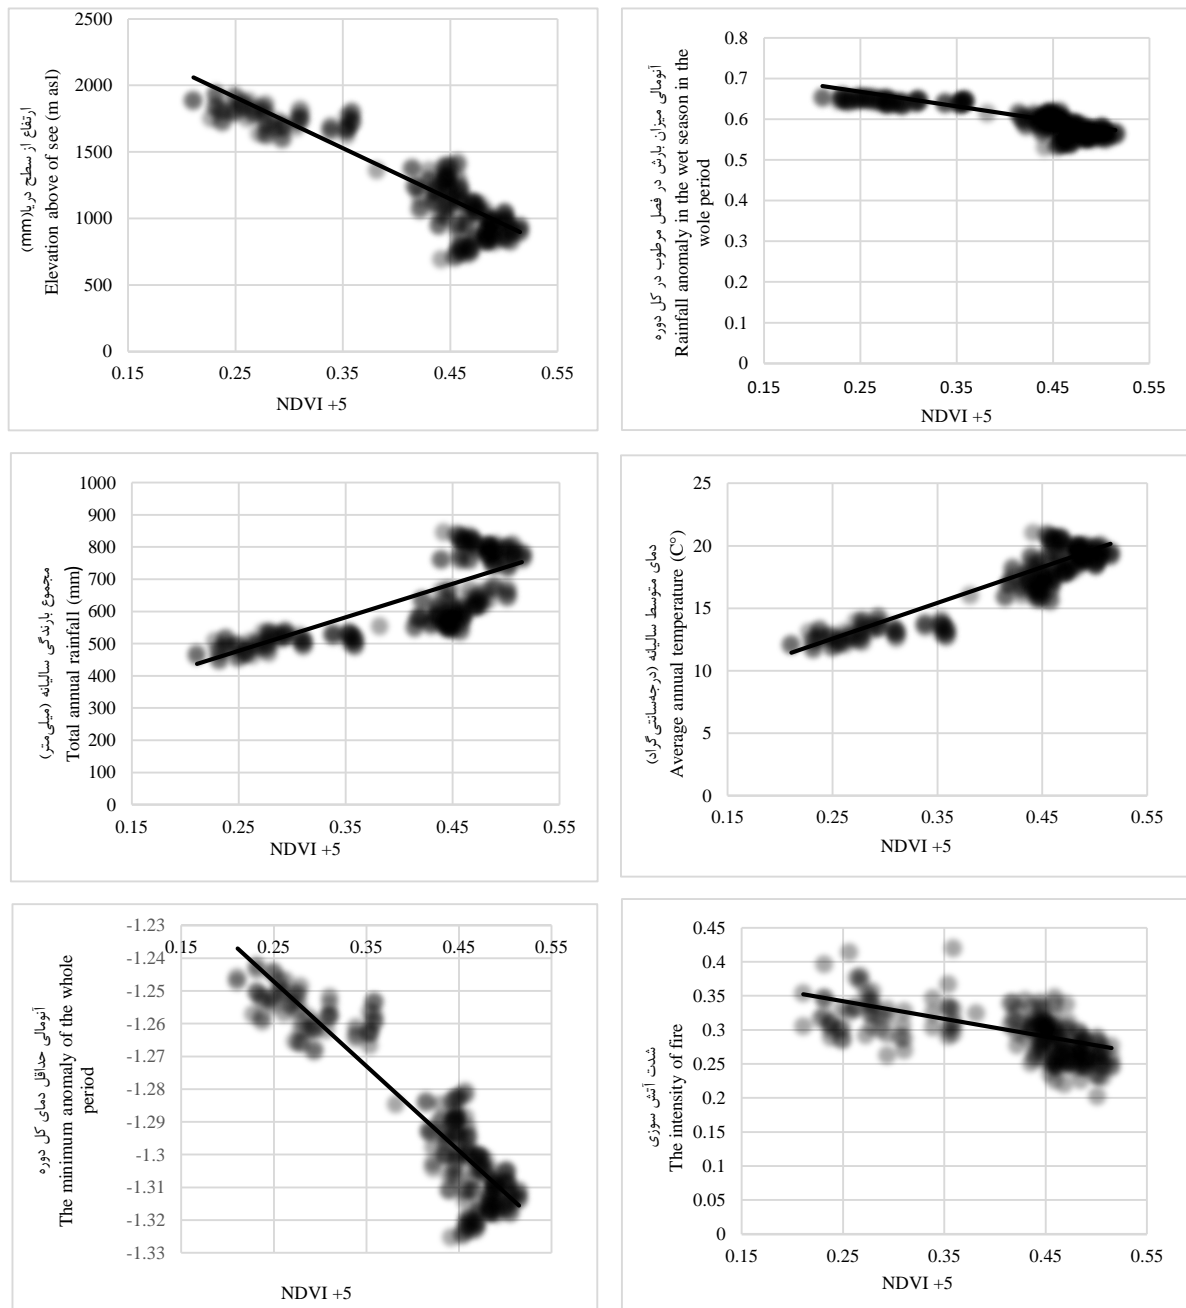 2500
2000
1500
1000
500
0
0.15 0.25 0.35 0.45 0.55
NDVI +5
ارتفاع از سطح دریا(mm)
Elevation above of see (m asl)
0.8
0.7
0.6
0.5
0.4
0.3
0.2
0.1
0
0.15 0.25 0.35 0.45 0.55
NDVI +5
آنومالی میزان بارش در فصل مرطوب در کل دوره
Rainfall anomaly in the wet season in the
wole period
1000
900
800
700
600
500
400
300
200
100
0
0.15 0.25 0.35 0.45 0.55
NDVI +5
مجموع بارندگی سالیانه (میلی‌متر)
Total annual rainfall (mm)
25
20
15
10
5
0
0.15 0.25 0.35 0.45 0.55
NDVI +5
دمای متوسط سالیانه (درجه‌سانتی‌گراد)
Average annual temperature (C°)
-1.23
0.15 0.25 0.35 0.45 0.55
-1.24
-1.25
-1.26
-1.27
-1.28
-1.29
-1.3
-1.31
-1.32
-1.33
NDVI +5
آنومالی حداقل دمای کل دوره
The minimum anomaly of the whole
period
0.45
0.4
0.35
0.3
0.25
0.2
0.15
0.1
0.05
0
0.15 0.25 0.35 0.45 0.55
NDVI +5
شدت آتش سوزی
The intensity of fire